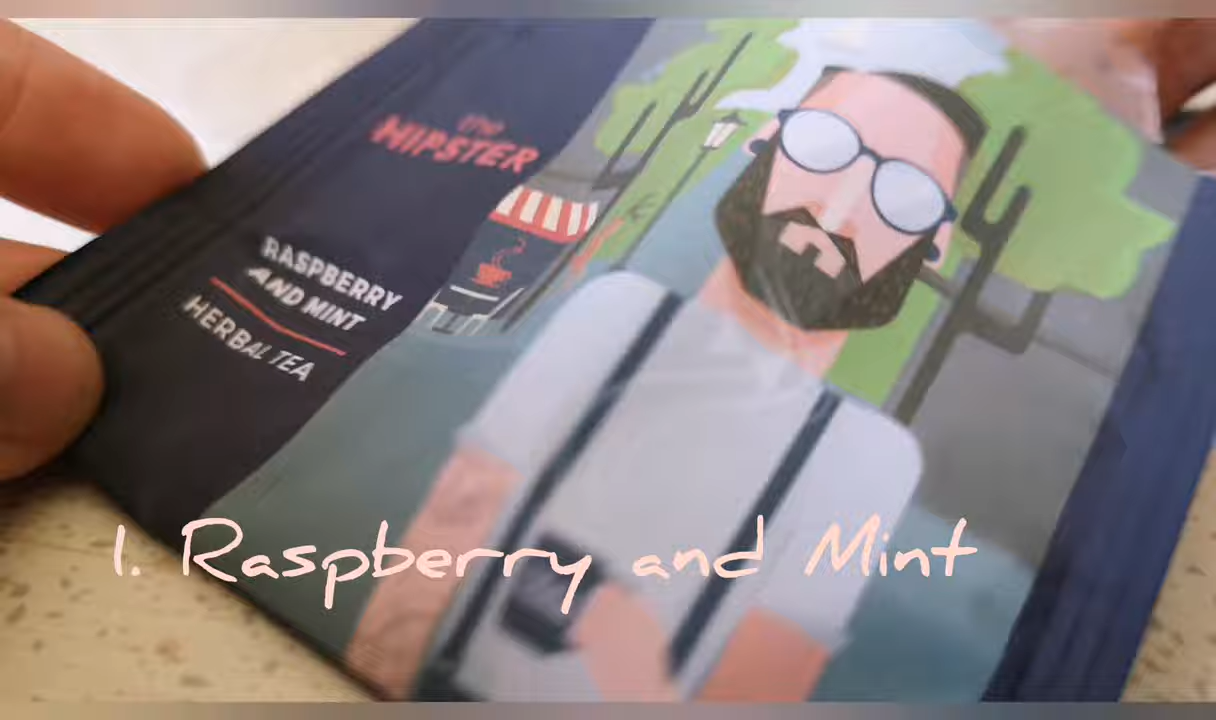 the
HIPSTER
RASPBERRY
AND MINT
HERBAL TEA
1. Raspberry and Mint